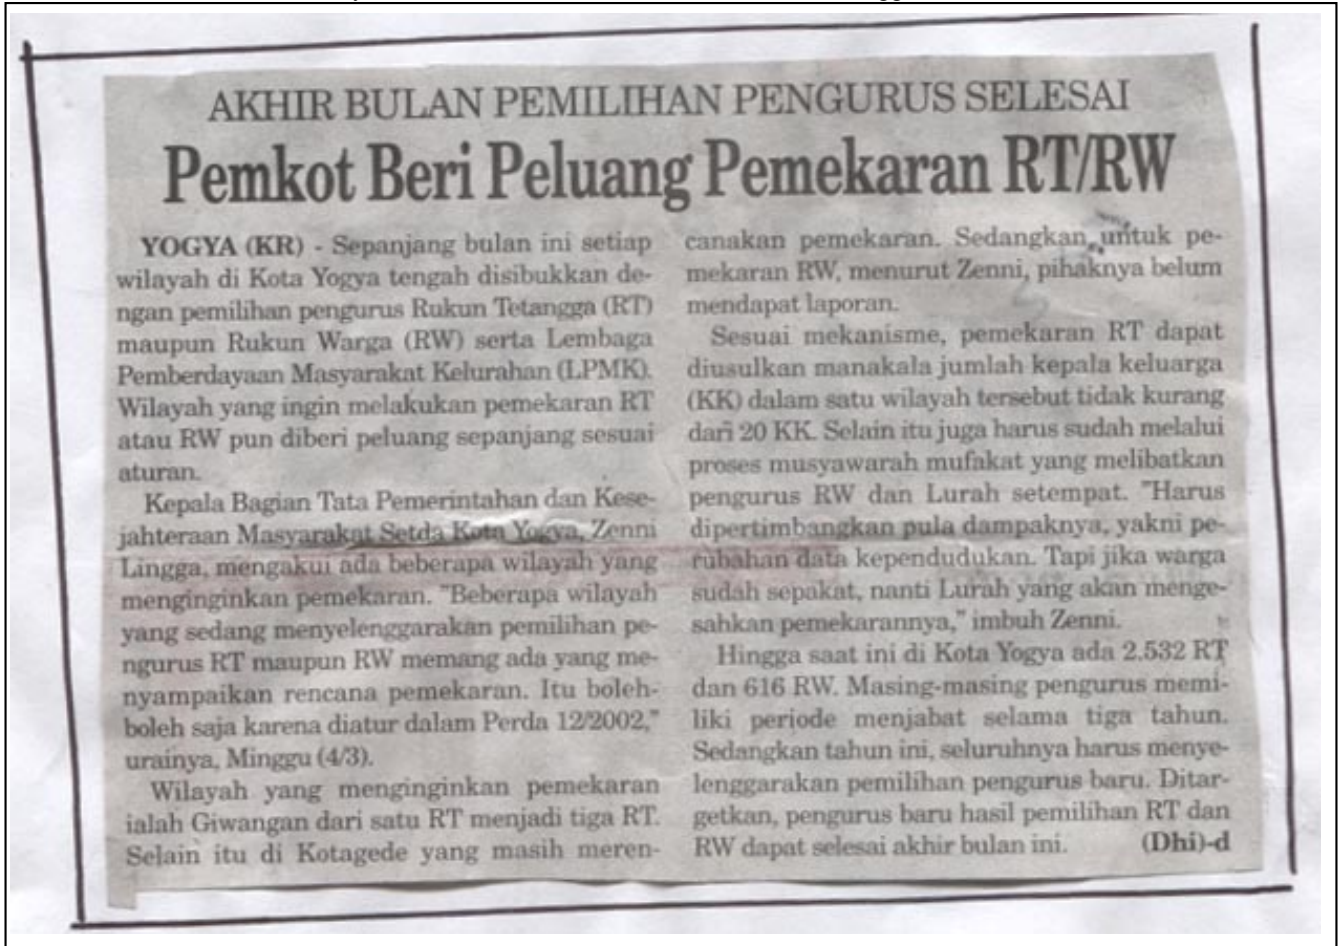 AKHIR BULAN PEMILIHAN PENGURUS SELESAI
Pemkot Beri Peluang Pemekaran RT/RW
YOGYA (KR) - Sepanjang bulan ini setiap
wilayah di Kota Yogya tengah disibukkan de-
ngan pemilihan pengurus Rukun Tetangga (RT)
maupun Rukun Warga (RW) serta Lembaga
Pemberdayaan Masyarakat Kelurahan (LPMK).
Wilayah yang ingin melakukan pemekaran RT
atau RW pun diberi peluang sepanjang sesuai
aturan.
Kepala Bagian Tata Pemerintahan dan Kese-
jahteraan Masyarakat Setda Kota Yogya, Zenni
Lingga, mengakui ada beberapa wilayah yang
menginginkan pemekaran. "Beberapa wilayah
yang sedang menyelenggarakan pemilihan pe-
ngurus RT maupun RW memang ada yang me-
nyampaikan rencana pemekaran. Itu boleh-
boleh saja karena diatur dalam Perda 12/2002,"
urainya, Minggu (4/3).
Wilayah yang menginginkan pemekaran
ialah Giwangan dari satu RT menjadi tiga RT.
Selain itu di Kotagede yang masih meren-
canakan pemekaran. Sedangkan untuk pe-
mekaran RW, menurut Zenni, pihaknya belum
mendapat laporan.
Sesuai mekanisme, pemekaran RT dapat
diusulkan manakala jumlah kepala keluarga
(KK) dalam satu wilayah tersebut tidak kurang
dari 20 KK. Selain itu juga harus sudah melalui
proses musyawarah mufakat yang melibatkan
pengurus RW dan Lurah setempat. "Harus
dipertimbangkan pula dampaknya, yakni pe-
rubahan data kependudukan. Tapi jika warga
sudah sepakat, nanti Lurah yang akan menge-
sahkan pemekarannya," imbuh Zenni.
Hingga saat ini di Kota Yogya ada 2.532 RT
dan 616 RW. Masing-masing pengurus memi-
liki periode menjabat selama tiga tahun.
Sedangkan tahun ini, seluruhnya harus menye-
lenggarakan pemilihan pengurus baru. Ditar-
getkan, pengurus baru hasil pemilihan RT dan
RW dapat selesai akhir bulan ini. (Dhi)-d